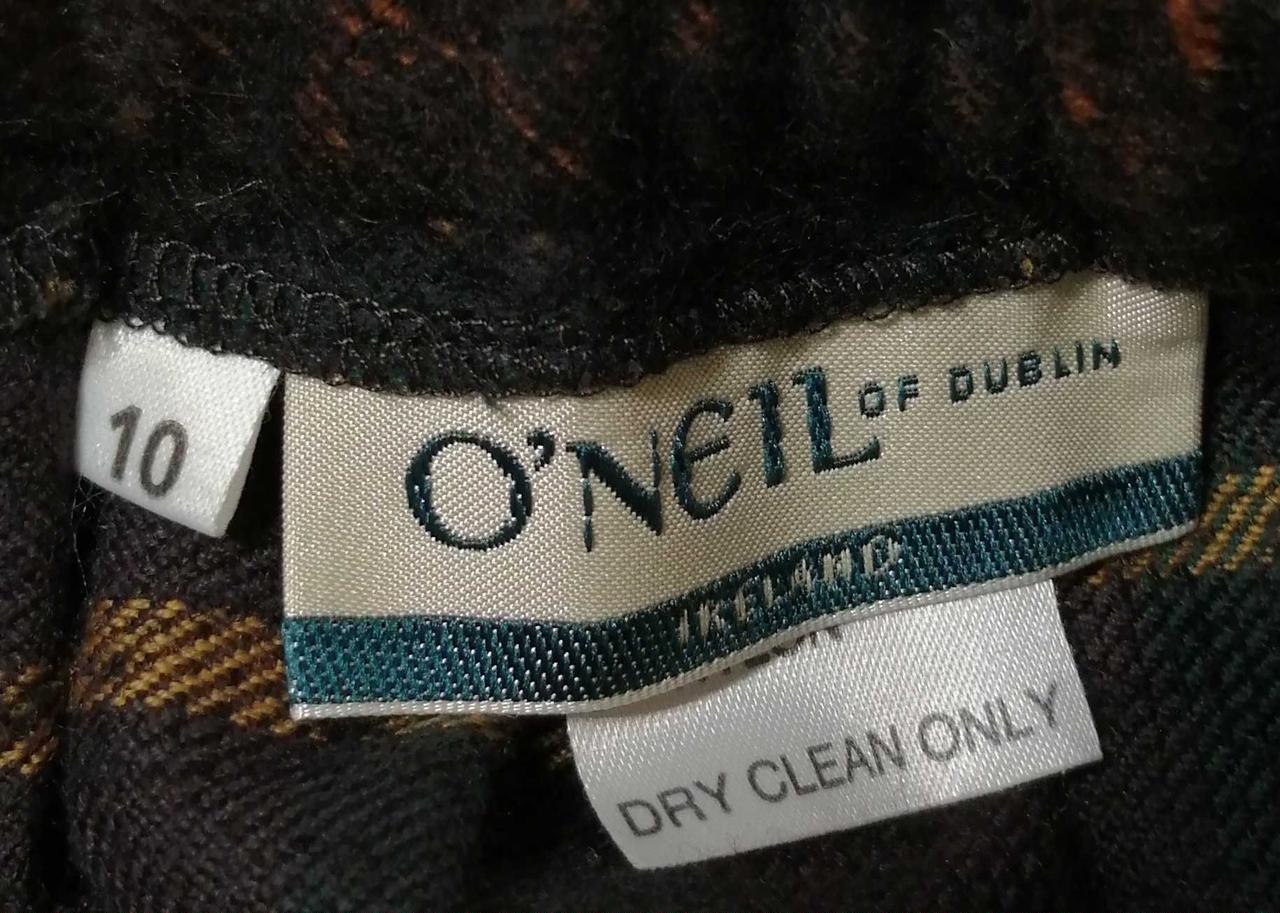 10
O'NEIL OF DUBLIN
IRELAND
DRY CLEAN ONLY